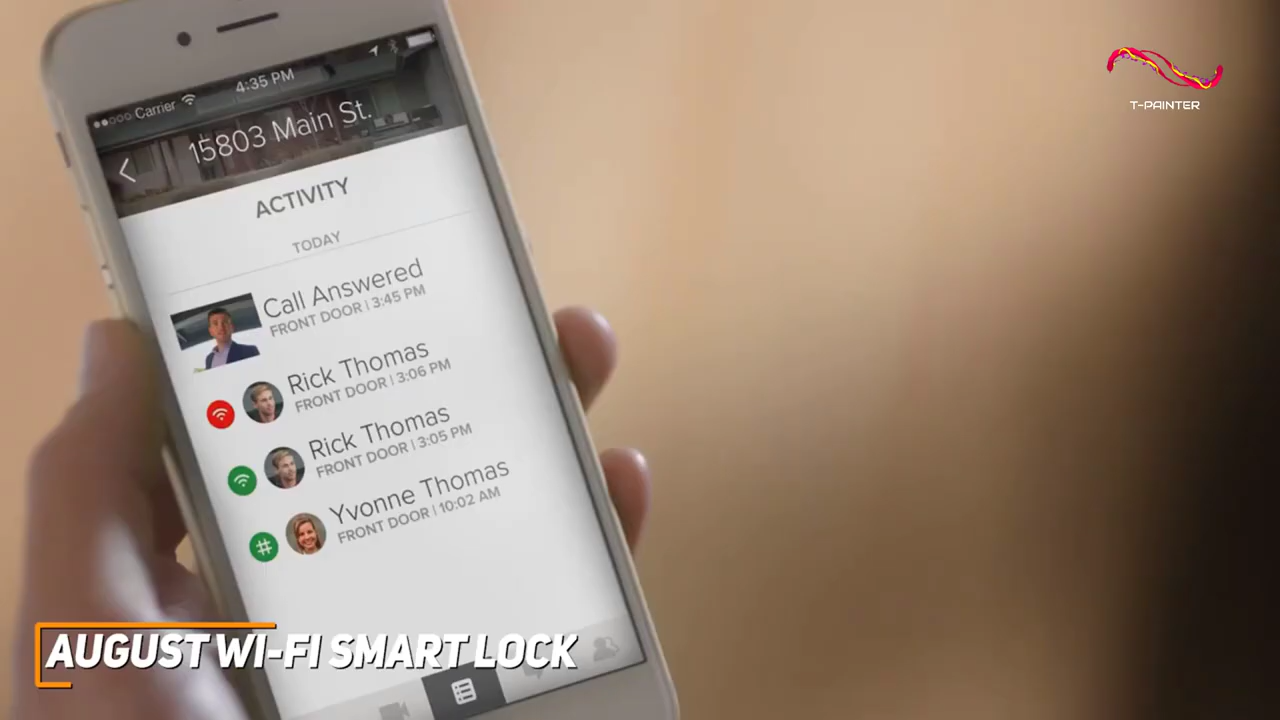 Carrier 4:35 PM
15803 Main St.
ACTIVITY
TODAY
Call Answered
FRONT DOOR | 3:45 PM
Rick Thomas
FRONT DOOR | 3:06 PM
Rick Thomas
FRONT DOOR | 3:05 PM
Yvonne Thomas
FRONT DOOR | 10:02 AM
T-PAINTER
AUGUST WI-FI SMART LOCK